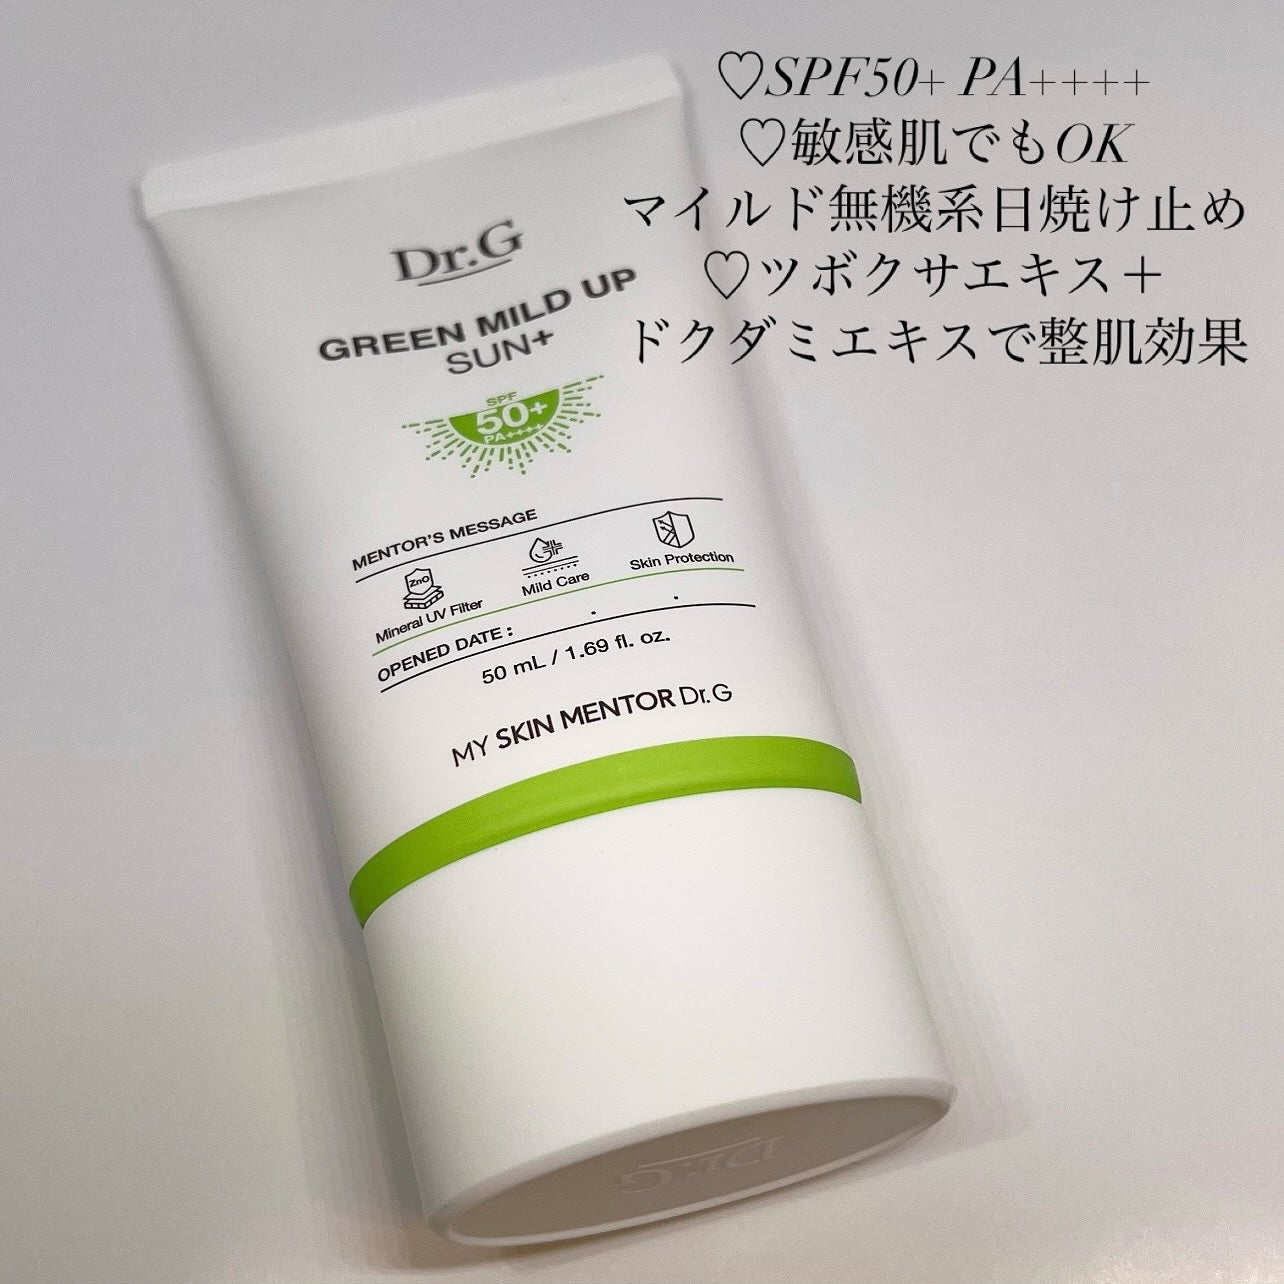 ♡SPF50+ PA++++
♡敏感肌でもOK
マイルド無機系日焼け止め
♡ツボクサエキス＋
ドクダミエキスで整肌効果
Dr.G
GREEN MILD UP
SUN+
SPF
50+
PA++++
MENTOR'S MESSAGE
ZnO
Mineral UV Filter
Mild Care
Skin Protection
OPENED DATE : . .
50 mL / 1.69 fl. oz.
MY SKIN MENTOR Dr.G
Dr.G